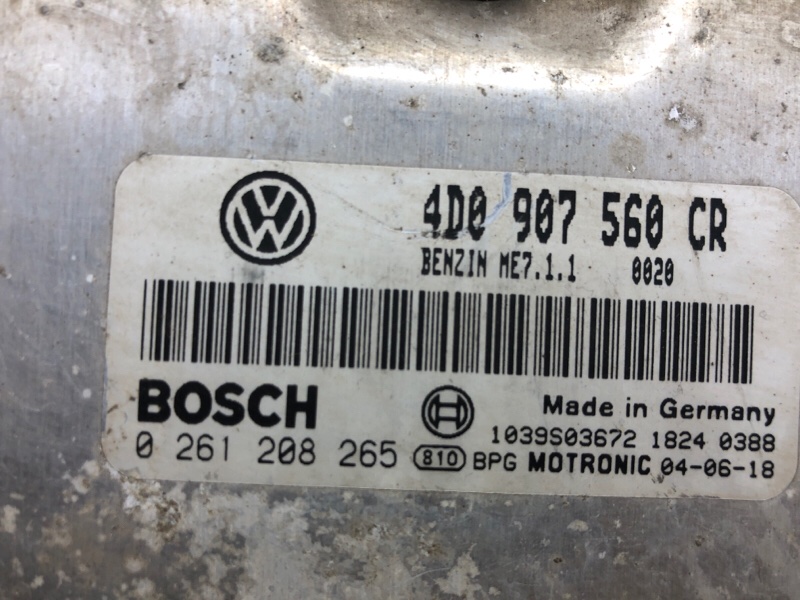 4D0 907 560 CR
BENZIN ME7.1.1 0020
BOSCH
Made in Germany
1039S03672 1824 0388
0 261 208 265 810 BPG MOTRONIC 04-06-18